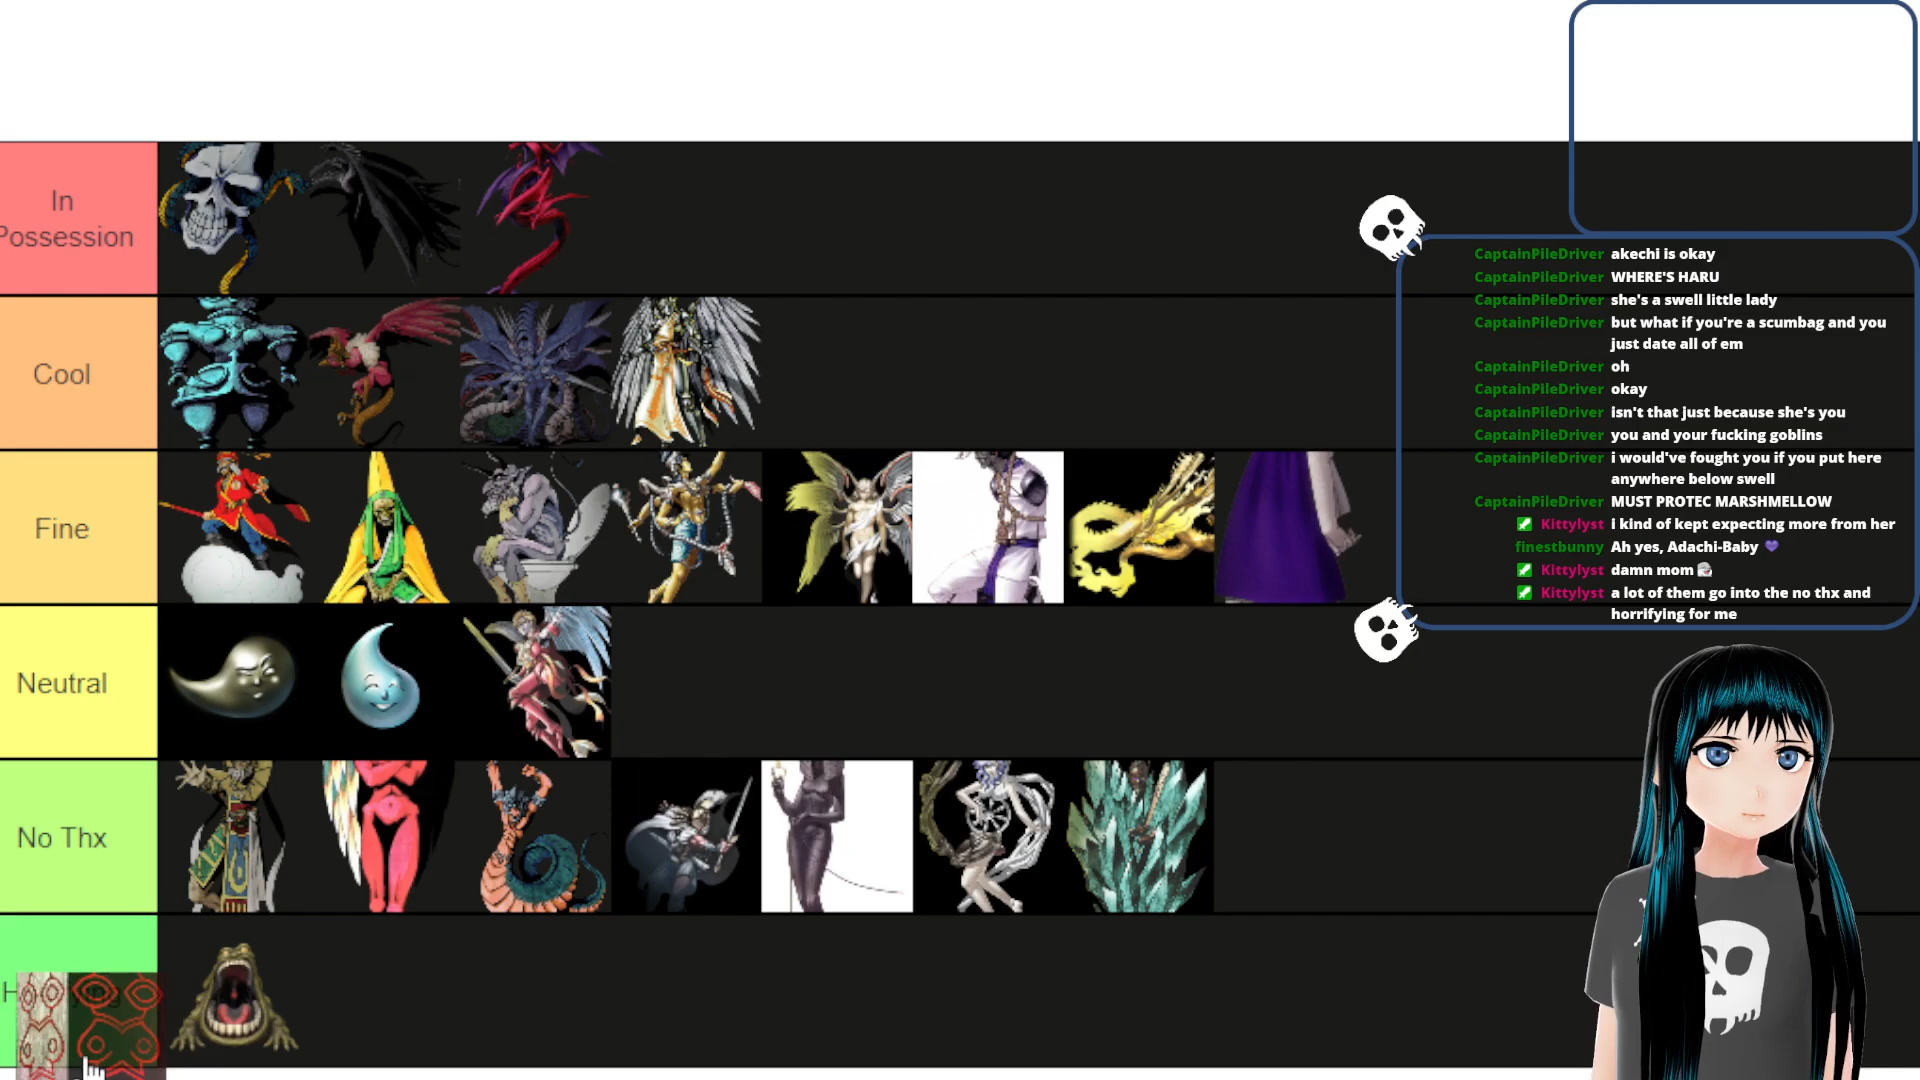 In
Possession
Cool
Fine
Neutral
No Thx
CaptainPileDriver akechi is okay
CaptainPileDriver WHERE'S HARU
CaptainPileDriver she's a swell little lady
CaptainPileDriver but what if you're a scumbag and you
just date all of em
CaptainPileDriver oh
CaptainPileDriver okay
CaptainPileDriver isn't that just because she's you
CaptainPileDriver you and your fucking goblins
CaptainPileDriver i would've fought you if you put here
anywhere below swell
CaptainPileDriver MUST PROTEC MARSHMELLOW
Kittylyst i kind of kept expecting more from her
finestbunny Ah yes, Adachi-Baby 💜
Kittylyst damn mom
Kittylyst a lot of them go into the no thx and
horrifying for me